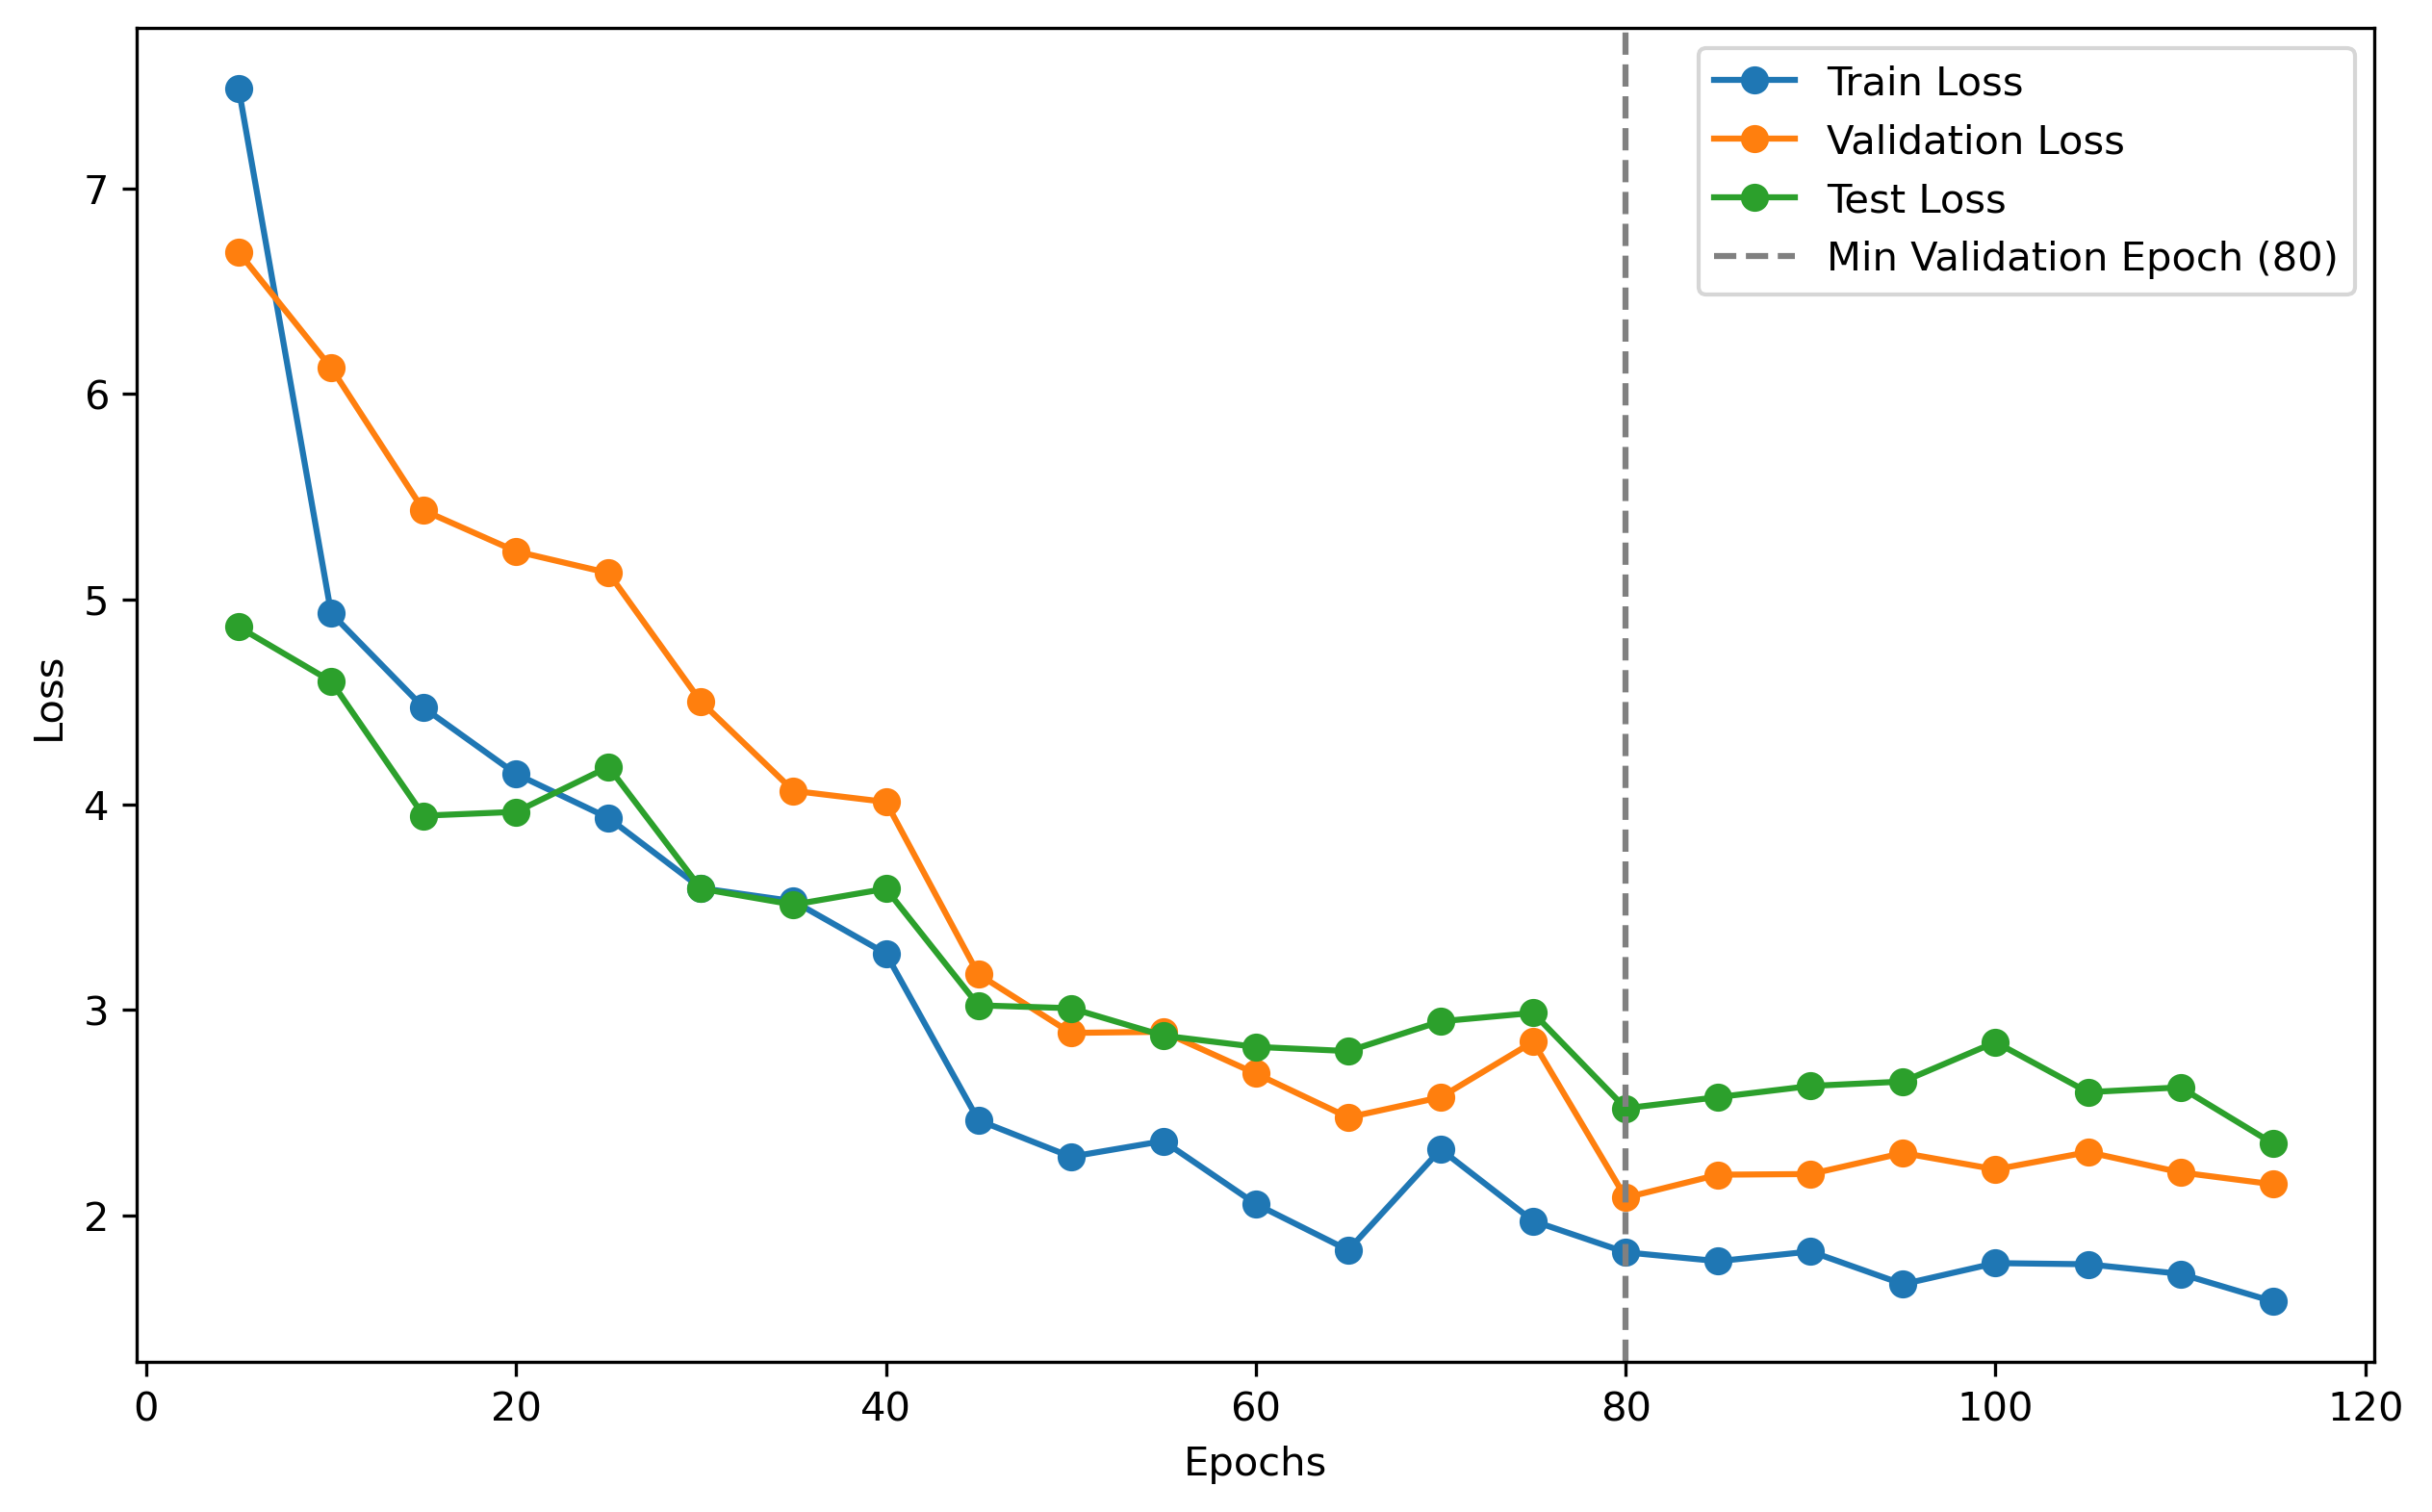 Train Loss
Validation Loss
Test Loss
Min Validation Epoch (80)
7
6
5
4
3
2
Loss
0 20 40 60 80 100 120
Epochs